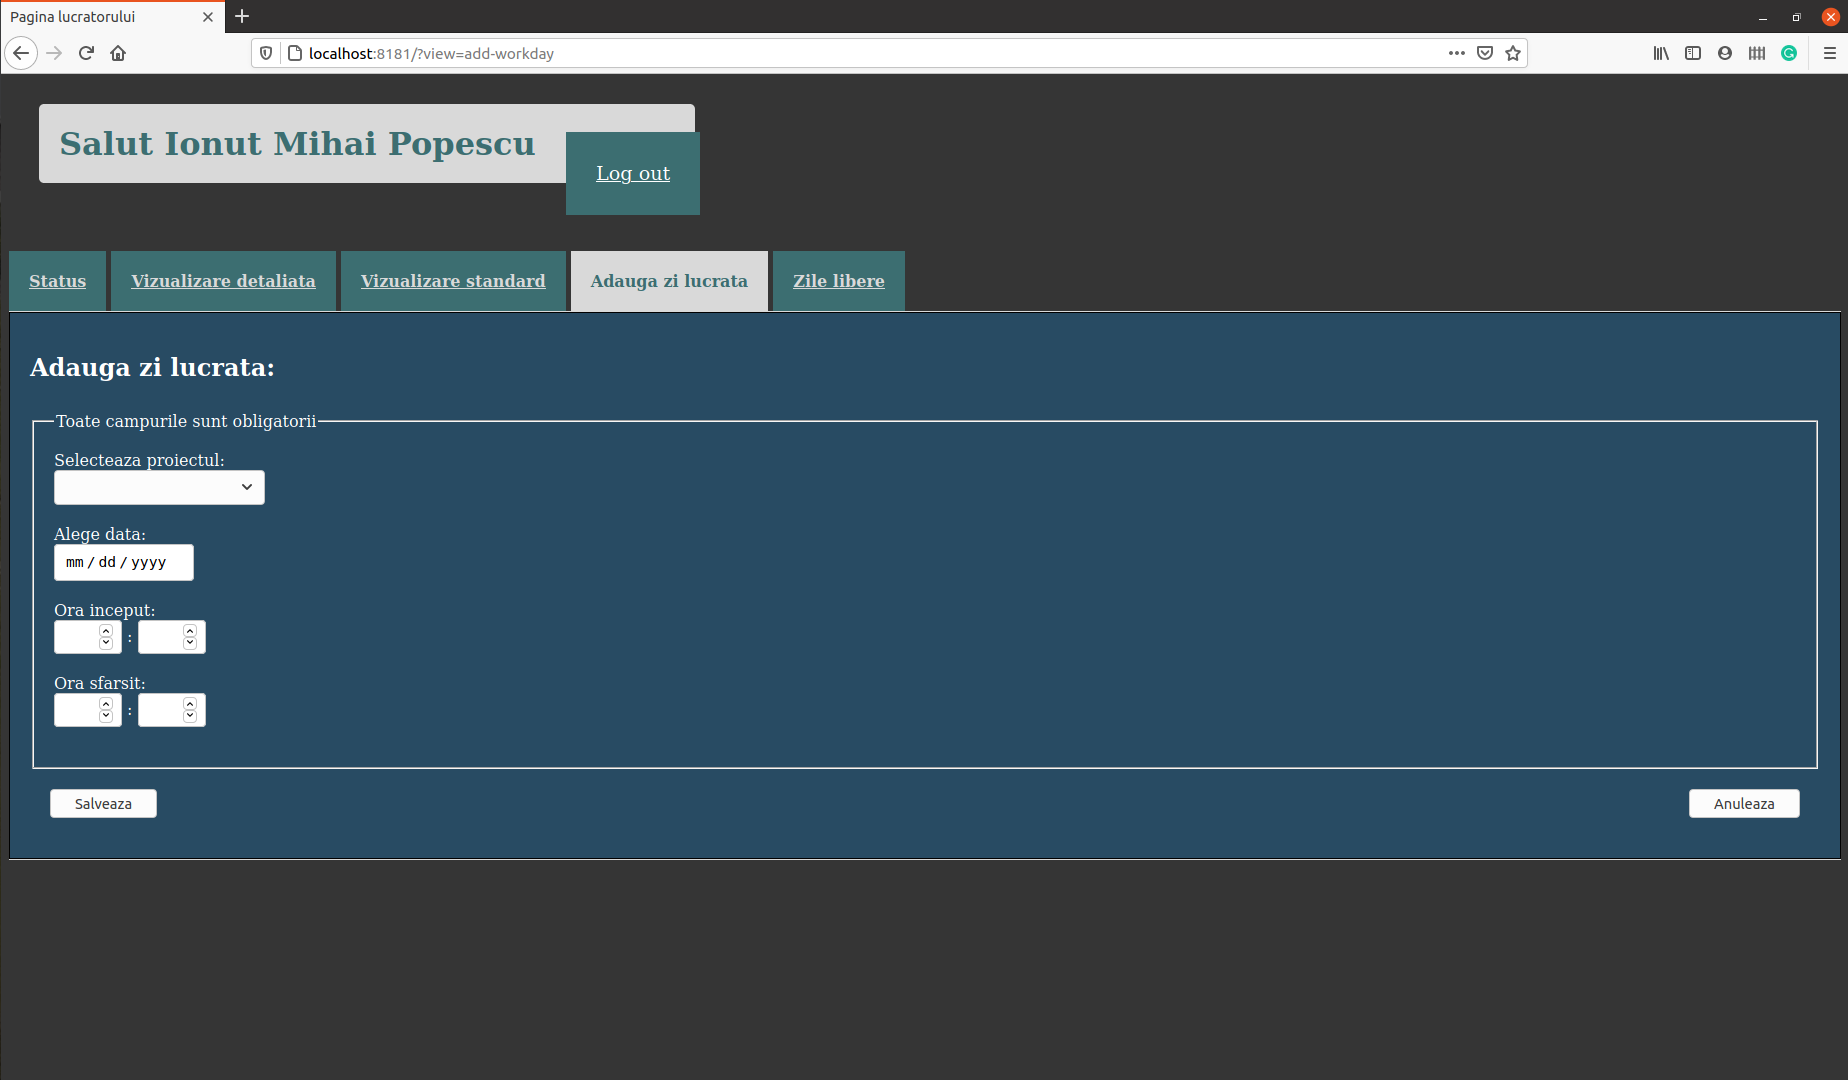 Pagina lucratorului
localhost:8181/?view=add-workday
Salut Ionut Mihai Popescu
Log out
Status Vizualizare detaliata Vizualizare standard Adauga zi lucrata Zile libere
Adauga zi lucrata:
Toate campurile sunt obligatorii
Selecteaza proiectul:
Alege data:
mm / dd / yyyy
Ora inceput:
:
Ora sfarsit:
:
Salveaza Anuleaza